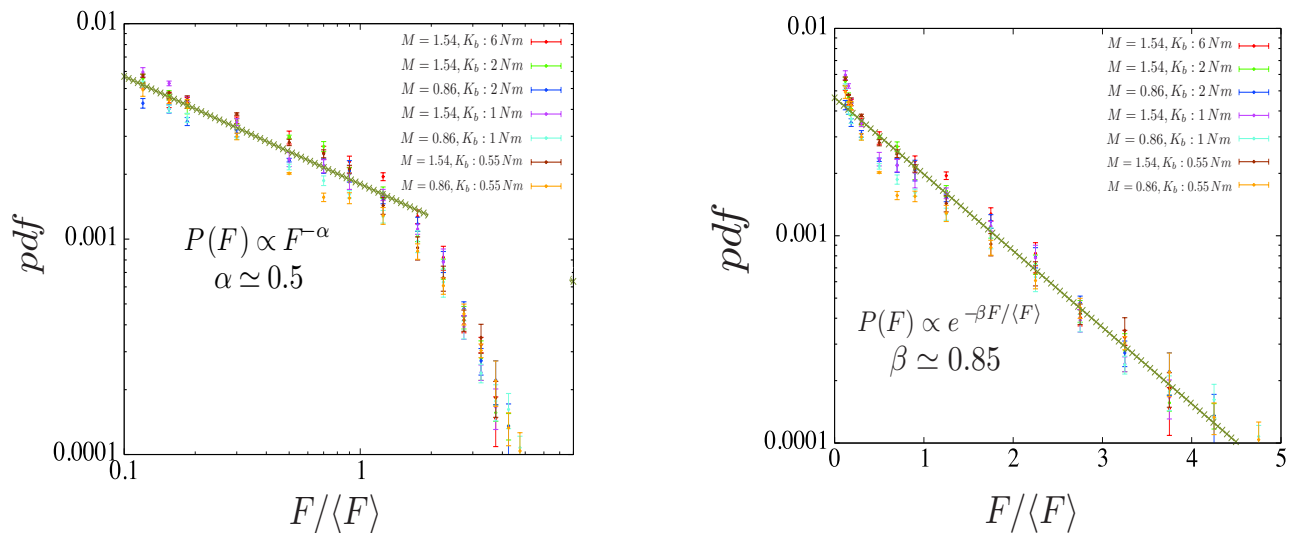 0.01
0.001
0.0001
0.1
1
pdf
F/⟨F⟩
M = 1.54, K_b : 6 Nm
M = 1.54, K_b : 2 Nm
M = 0.86, K_b : 2 Nm
M = 1.54, K_b : 1 Nm
M = 0.86, K_b : 1 Nm
M = 1.54, K_b : 0.55 Nm
M = 0.86, K_b : 0.55 Nm
P(F) ∝ F^{-α}
α ≃ 0.5
0.01
0.001
0.0001
0
1
2
3
4
5
pdf
F/⟨F⟩
M = 1.54, K_b : 6 Nm
M = 1.54, K_b : 2 Nm
M = 0.86, K_b : 2 Nm
M = 1.54, K_b : 1 Nm
M = 0.86, K_b : 1 Nm
M = 1.54, K_b : 0.55 Nm
M = 0.86, K_b : 0.55 Nm
P(F) ∝ e^{-βF/⟨F⟩}
β ≃ 0.85